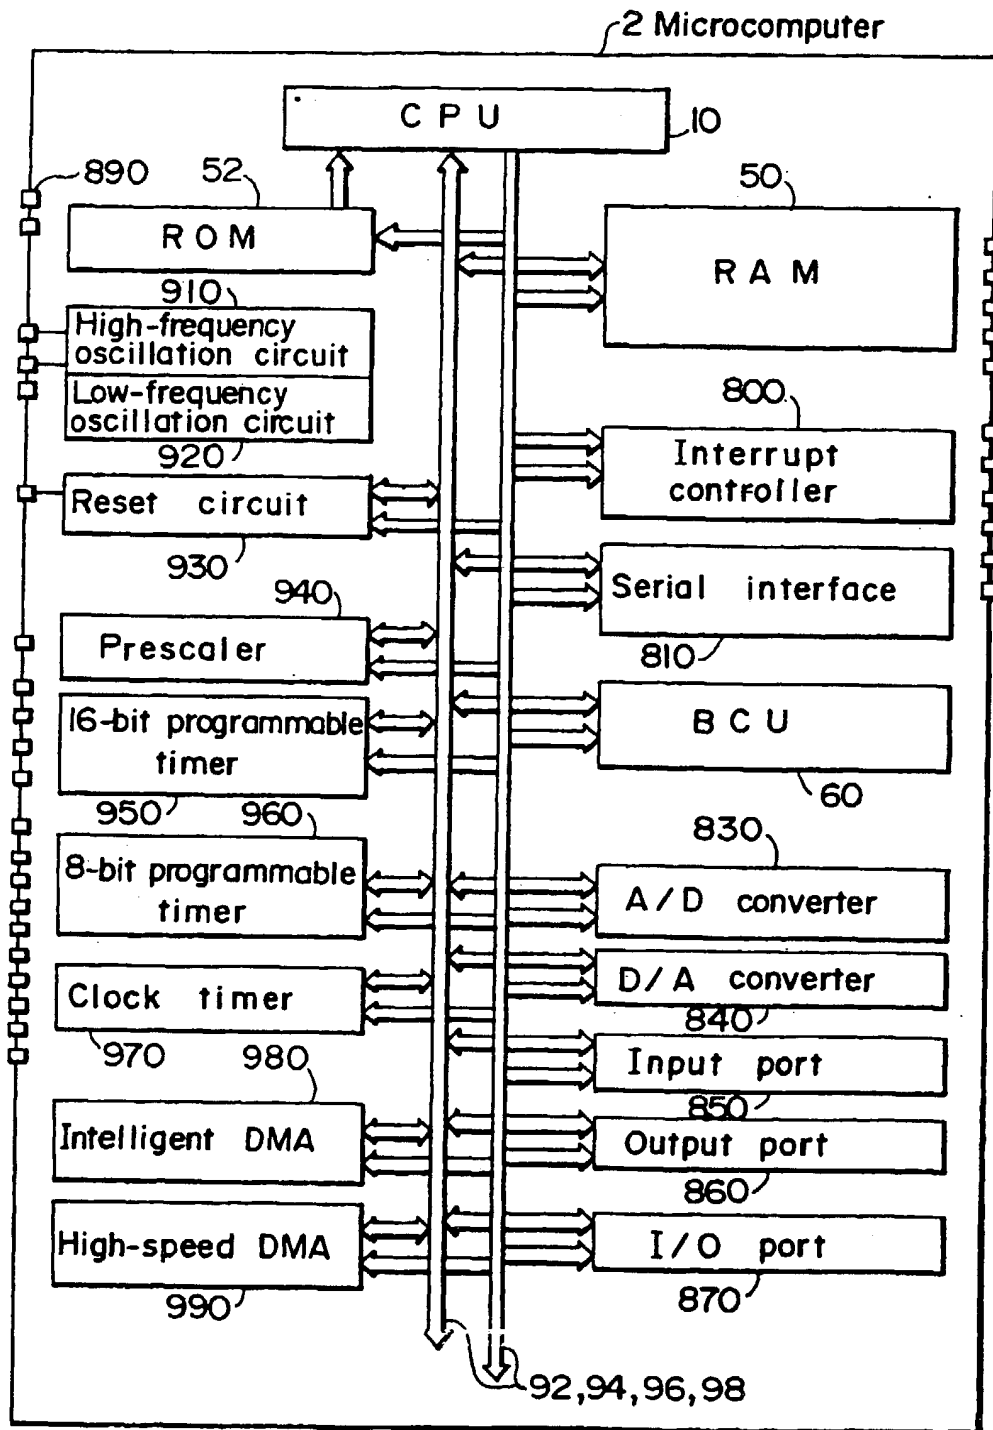 2 Microcomputer
CPU
10
890
52
ROM
50
RAM
910
High-frequency
oscillation circuit
Low-frequency
oscillation circuit
920
800
Interrupt
controller
Reset circuit
930
Serial interface
810
940
Prescaler
16-bit programmable
timer
950
BCU
60
960
8-bit programmable
timer
830
A/D converter
D/A converter
840
Clock timer
970
Input port
850
980
Intelligent DMA
Output port
860
High-speed DMA
990
I/O port
870
92,94,96,98